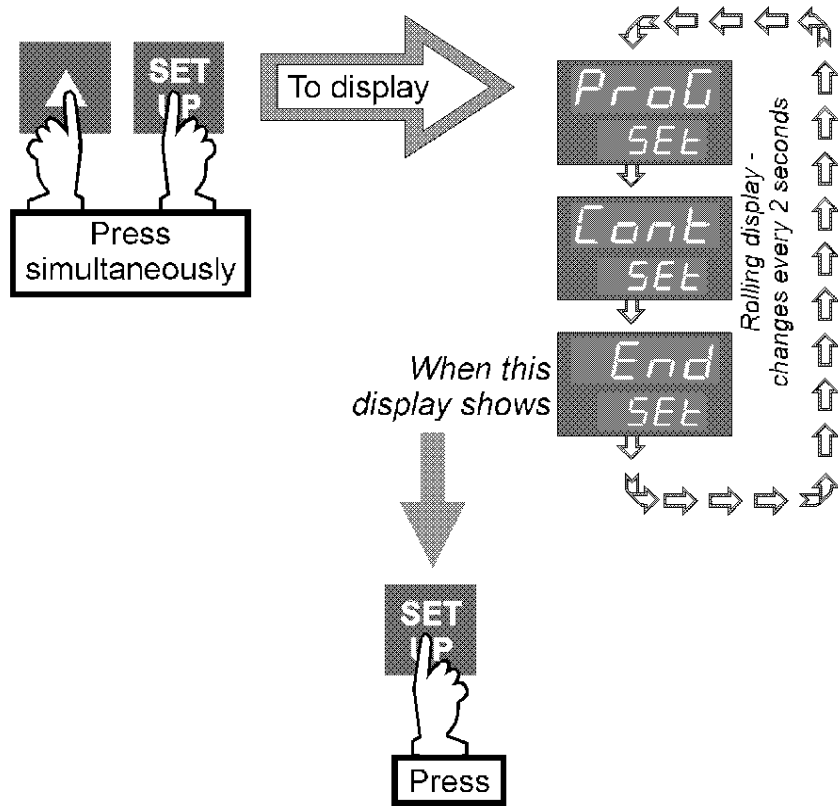 SET
UP
Press
simultaneously
To display
ProG
SEt
Cont
SEt
End
SEt
Rolling display -
changes every 2 seconds
When this
display shows
SET
UP
Press